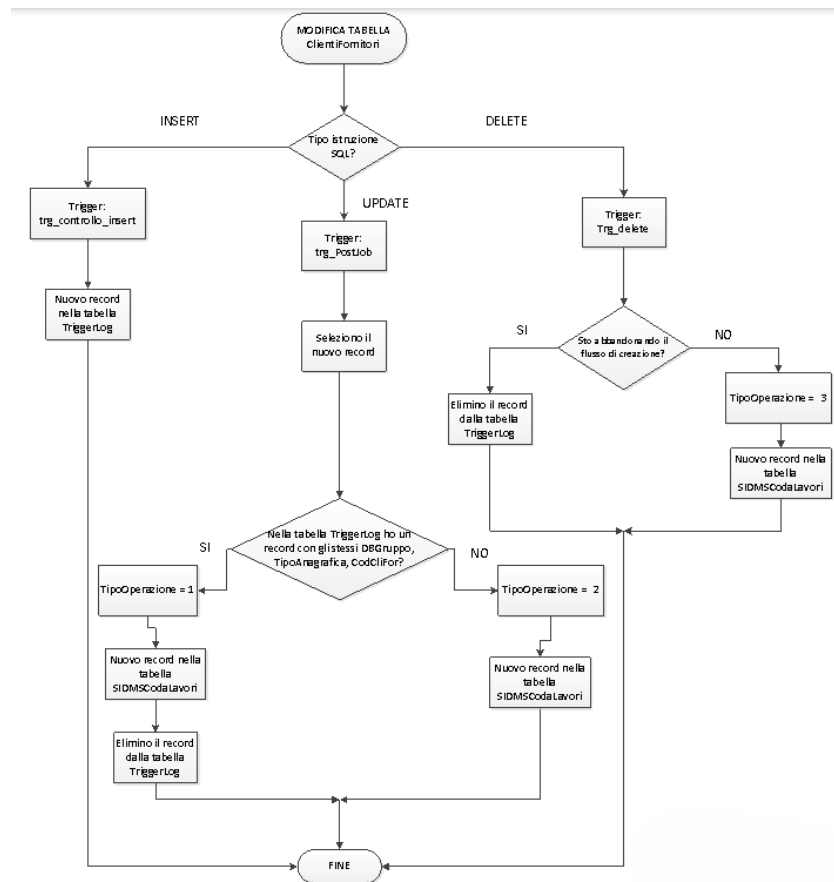 MODIFICA TABELLA
ClientiFornitori
INSERT
DELETE
Tipo istruzione
SQL?
UPDATE
Trigger:
trg_controllo_insert
Trigger:
trg_PostJob
Trigger:
Trg_delete
Nuovo record
nella tabella
TriggerLog
Seleziono il
nuovo record
SI
Sto abbandonando il
flusso di creazione?
NO
Elimino il record
dalla tabella
TriggerLog
TipoOperazione = 3
Nuovo record nella
tabella
SIDMSCodaLavori
SI
Nella tabella TriggerLog ho un
record con gli stessi DBGruppo,
TipoAnagrafica, CodCliFor?
NO
TipoOperazione = 1
TipoOperazione = 2
Nuovo record nella
tabella
SIDMSCodaLavori
Nuovo record nella
tabella
SIDMSCodaLavori
Elimino il record
dalla tabella
TriggerLog
FINE